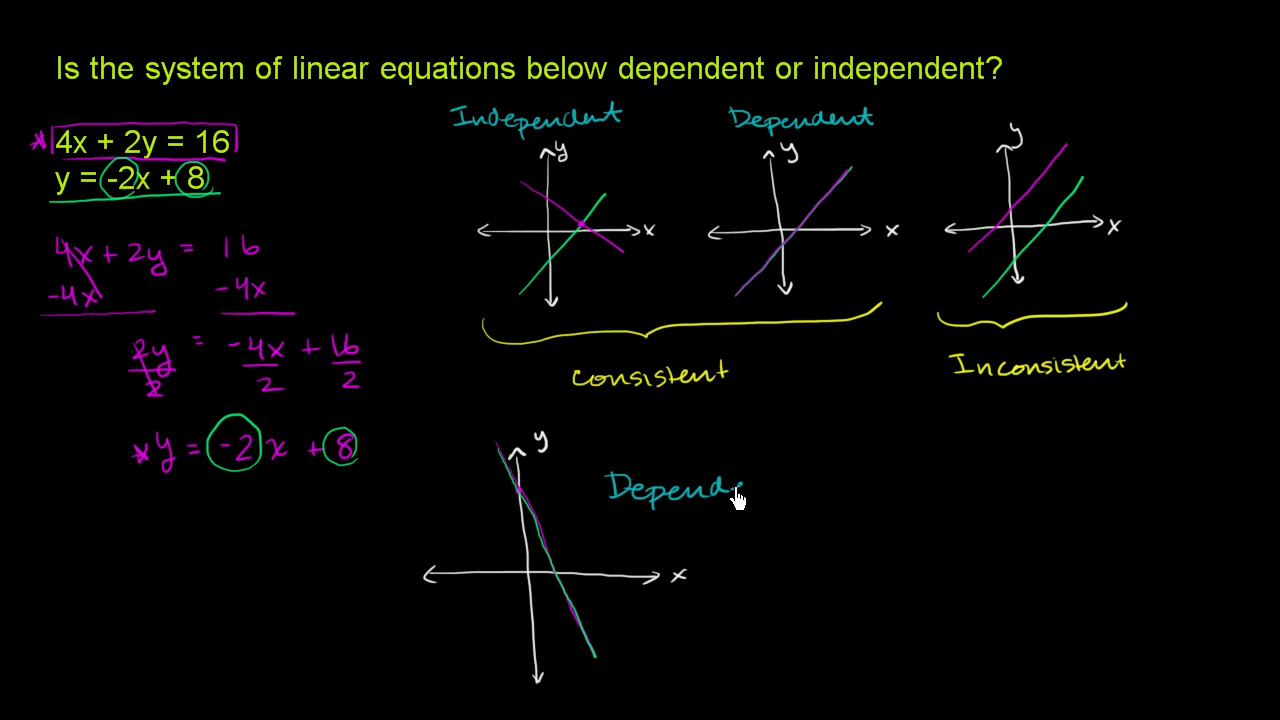 Is the system of linear equations below dependent or independent?
* 4x + 2y = 16
y = -2x + 8
4x + 2y = 16
-4x -4x
2y = -4x + 16
2 2 2
* y = -2x + 8
Independent
y
x
Dependent
y
x
y
x
Consistent
Inconsistent
y
x
Depend